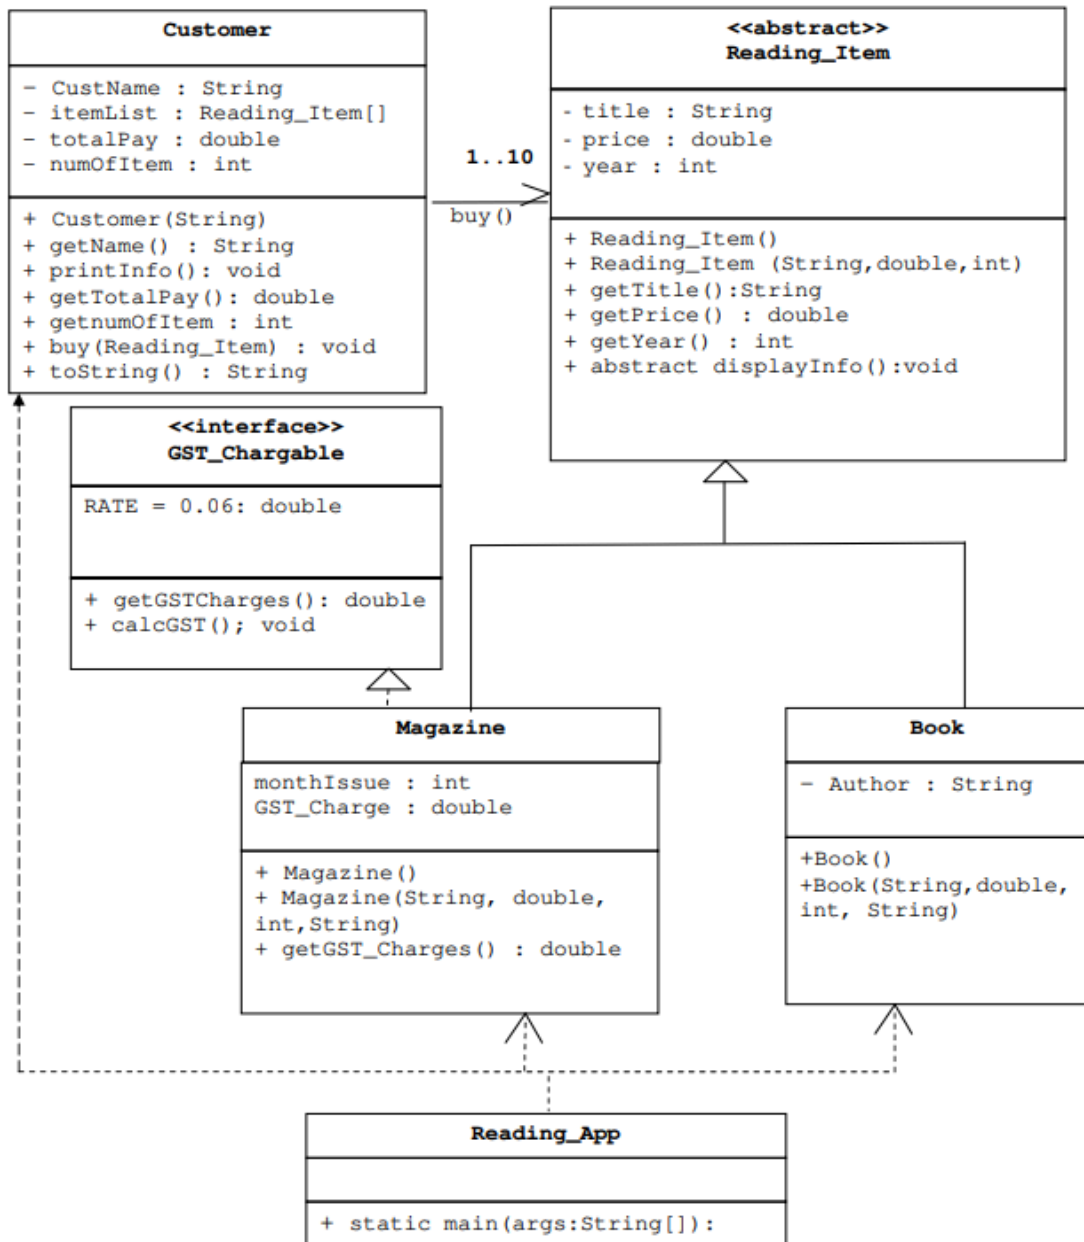 Customer
– CustName : String
– itemList : Reading_Item[]
– totalPay : double
– numOfItem : int
+ Customer(String)
+ getName() : String
+ printInfo(): void
+ getTotalPay(): double
+ getnumOfItem : int
+ buy(Reading_Item) : void
+ toString() : String
1..10
buy()
<<abstract>>
Reading_Item
- title : String
- price : double
- year : int
+ Reading_Item()
+ Reading_Item (String,double,int)
+ getTitle():String
+ getPrice() : double
+ getYear() : int
+ abstract displayInfo():void
<<interface>>
GST_Chargable
RATE = 0.06: double
+ getGSTCharges(): double
+ calcGST(); void
Magazine
monthIssue : int
GST_Charge : double
+ Magazine()
+ Magazine(String, double,
int,String)
+ getGST_Charges() : double
Book
– Author : String
+Book()
+Book(String,double,
int, String)
Reading_App
+ static main(args:String[]):